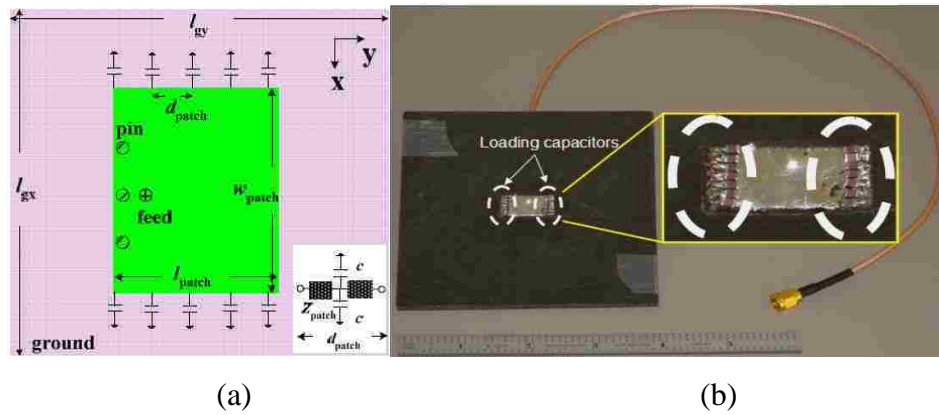 l_gy
y
x
d_patch
pin
l_gx
w_patch
feed
l_patch
c
z_patch
c
d_patch
ground
Loading capacitors
(a)
(b)